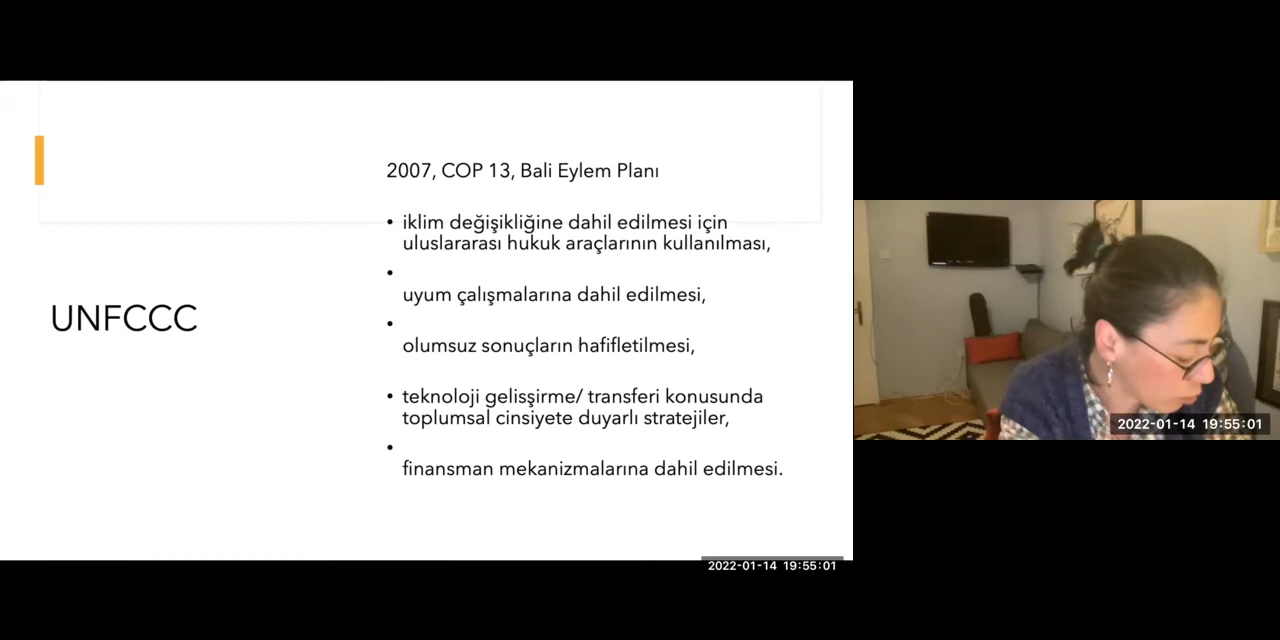 UNFCCC
2007, COP 13, Bali Eylem Planı
• iklim değişikliğine dahil edilmesi için
uluslararası hukuk araçlarının kullanılması,
•
uyum çalışmalarına dahil edilmesi,
•
olumsuz sonuçların hafifletilmesi,
• teknoloji gelisşirme/ transferi konusunda
toplumsal cinsiyete duyarlı stratejiler,
•
finansman mekanizmalarına dahil edilmesi.
2022-01-14 19:55:01
2022-01-14 19:55:01